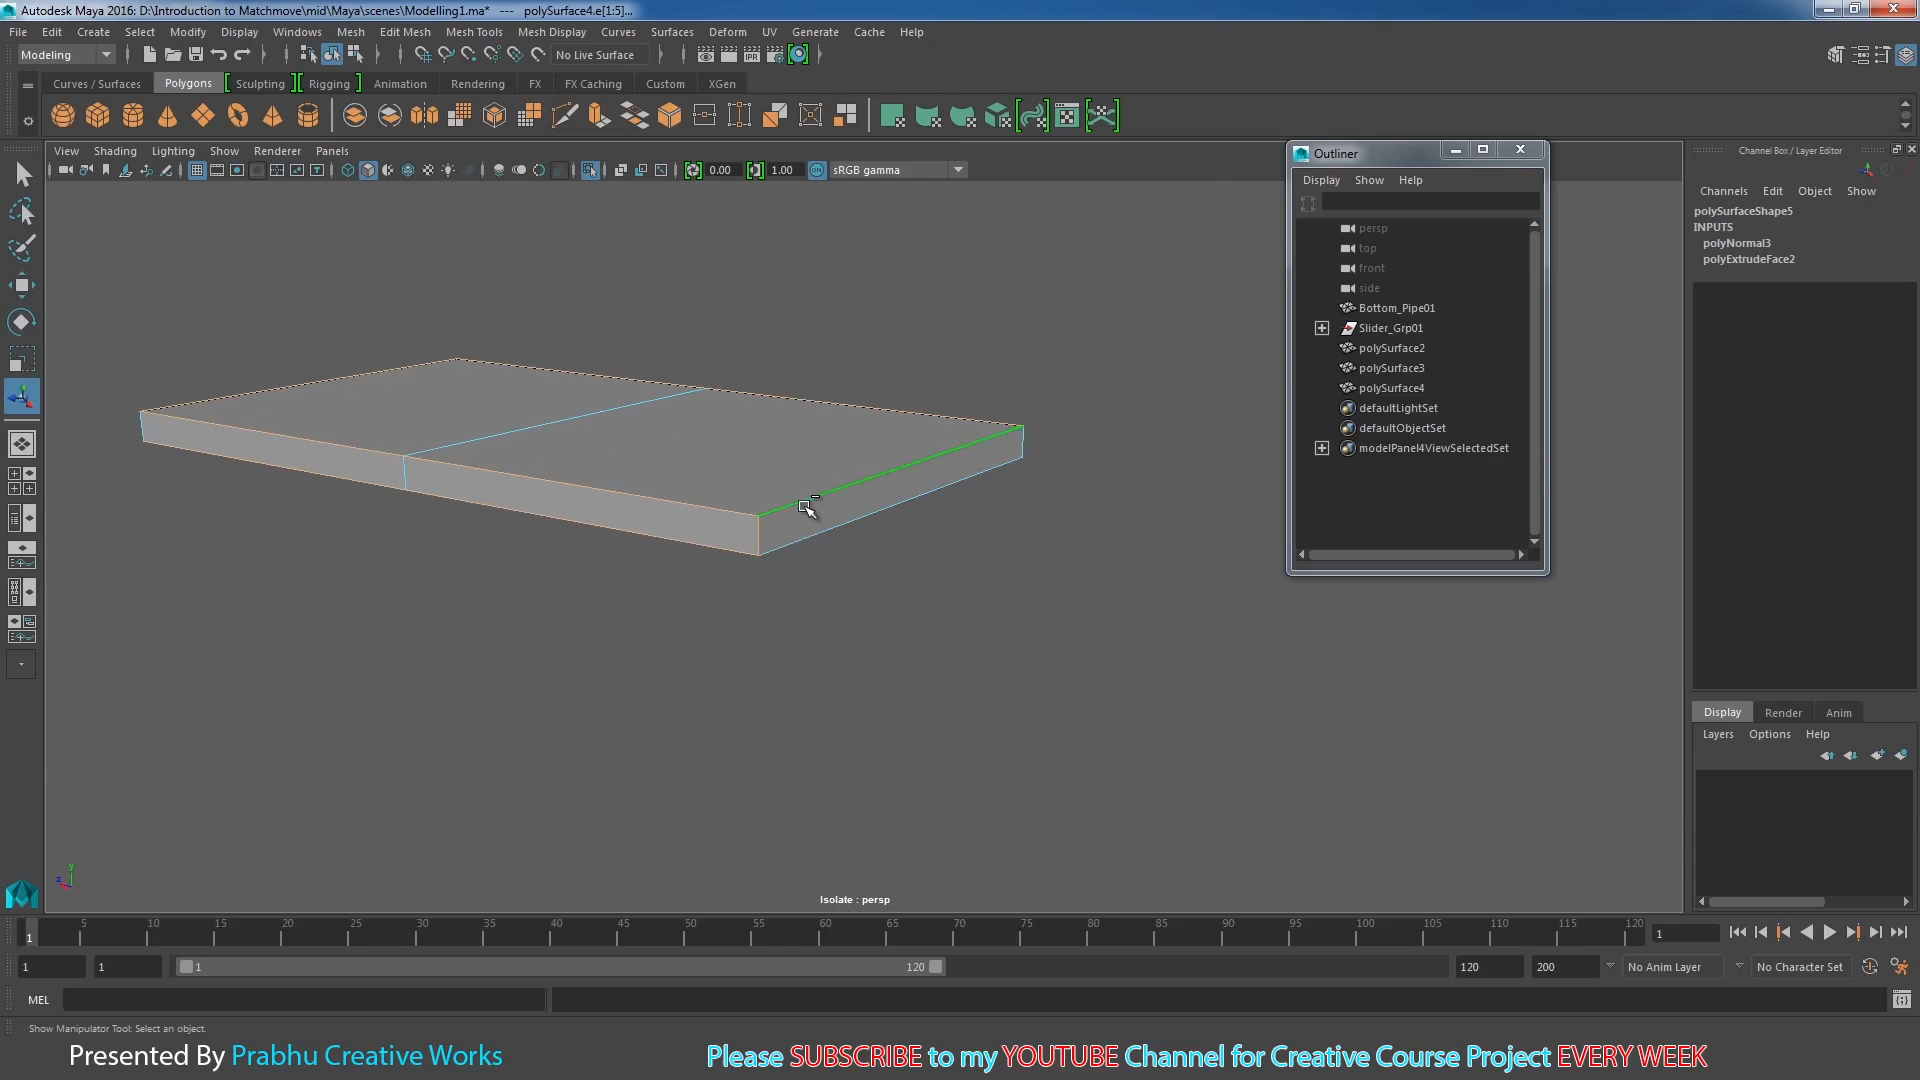 Autodesk Maya 2016: D:\Introduction to Matchmove\mid\Maya\scenes\Modelling1.ma*   ---   polySurface4.e[1:5]...
File Edit Create Select Modify Display Windows Mesh Edit Mesh Mesh Tools Mesh Display Curves Surfaces Deform UV Generate Cache Help
Modeling No Live Surface
Curves / Surfaces Polygons Sculpting Rigging Animation Rendering FX FX Caching Custom XGen
View Shading Lighting Show Renderer Panels
0.00 1.00 sRGB gamma
Outliner
Display Show Help
persp
top
front
side
Bottom_Pipe01
Slider_Grp01
polySurface2
polySurface3
polySurface4
defaultLightSet
defaultObjectSet
modelPanel4ViewSelectedSet
Channel Box / Layer Editor
Channels Edit Object Show
polySurfaceShape5
INPUTS
polyNormal3
polyExtrudeFace2
Display Render Anim
Layers Options Help
y
z
Isolate : persp
5 10 15 20 25 30 35 40 45 50 55 60 65 70 75 80 85 90 95 100 105 110 115 120
1 1
1 1 1 120 120 200 No Anim Layer No Character Set
MEL
Show Manipulator Tool: Select an object.
Presented By Prabhu Creative Works
Please SUBSCRIBE to my YOUTUBE Channel for Creative Course Project EVERY WEEK